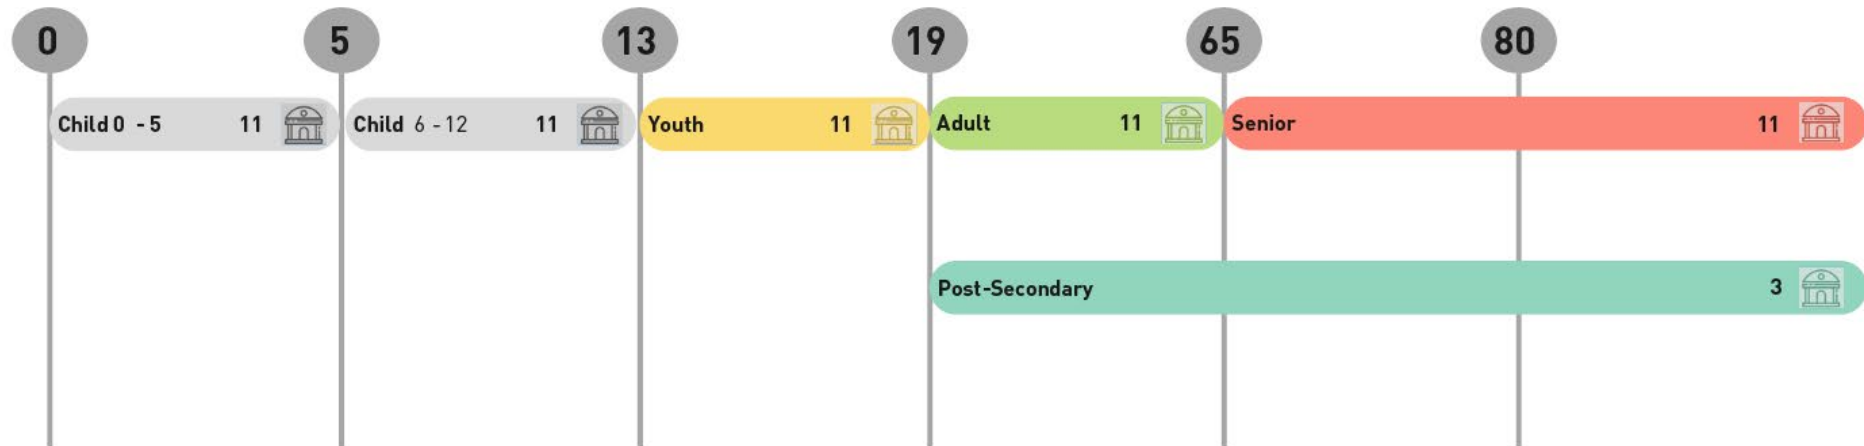 0 5 13 19 65 80
Child 0 - 5 11 Child 6 - 12 11 Youth 11 Adult 11 Senior 11
Post-Secondary 3